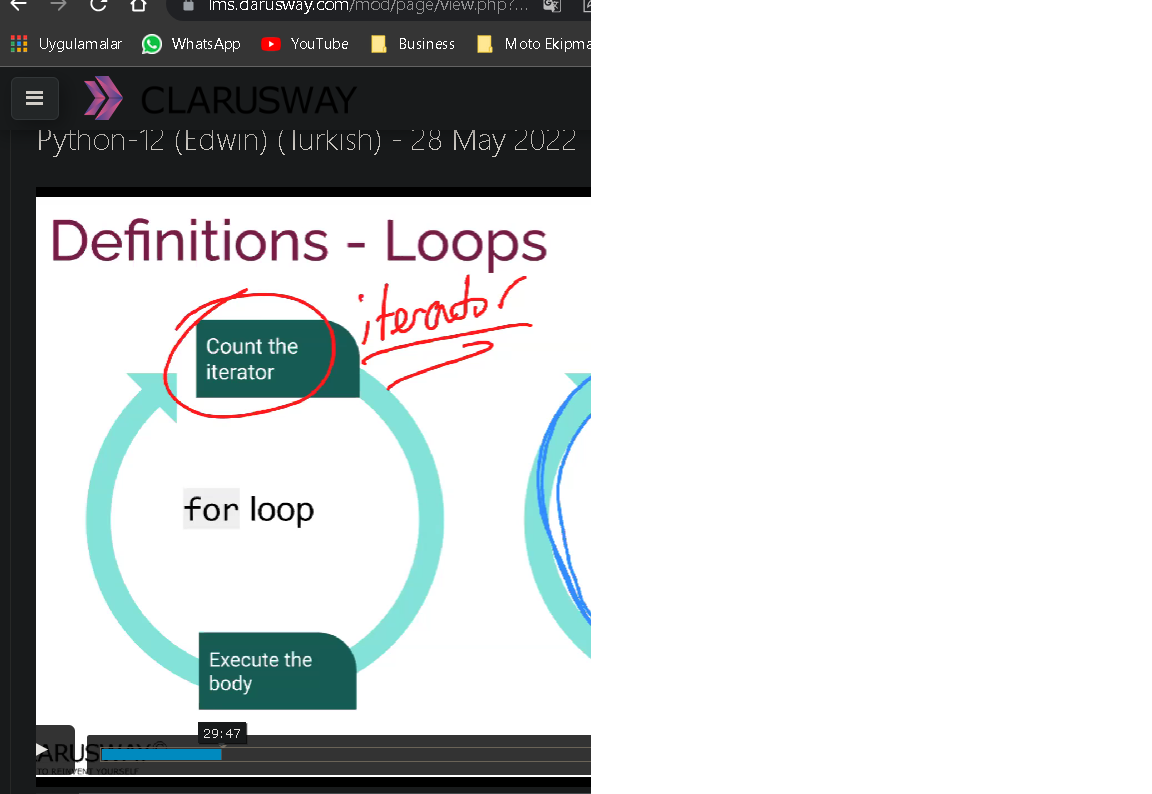 lms.clarusway.com/mod/page/view.php?...
Uygulamalar WhatsApp YouTube Business Moto Ekipma
CLARUSWAY
Python-12 (Edwin) (Turkish) - 28 May 2022
Definitions - Loops
iterator
Count the
iterator
for loop
Execute the
body
29:47
LARUSWAY©
TO REINVENT YOURSELF